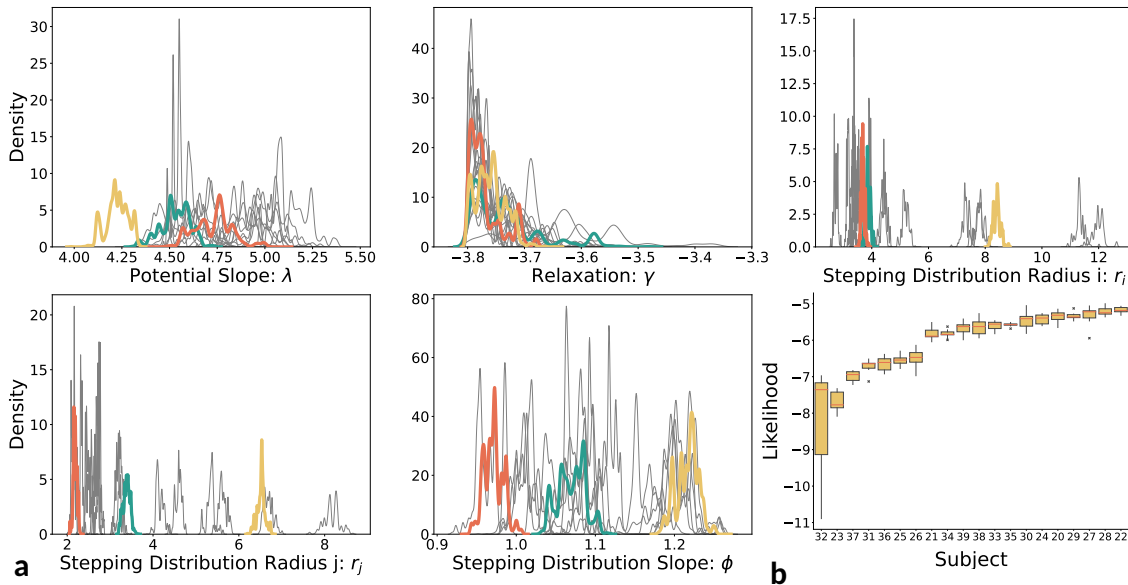 30
25
20
15
10
5
0
Density
4.00 4.25 4.50 4.75 5.00 5.25 5.50
Potential Slope: λ
40
30
20
10
0
−3.8 −3.7 −3.6 −3.5 −3.4 −3.3
Relaxation: γ
17.5
15.0
12.5
10.0
7.5
5.0
2.5
0.0
4 6 8 10 12
Stepping Distribution Radius i: rᵢ
20
15
10
5
0
Density
2 4 6 8
Stepping Distribution Radius j: rⱼ
a
80
60
40
20
0
0.9 1.0 1.1 1.2
Stepping Distribution Slope: ϕ
−5
−6
−7
−8
−9
−10
−11
Likelihood
32 23 37 31 36 25 26 21 34 39 38 33 35 30 24 20 29 27 28 22
Subject
b